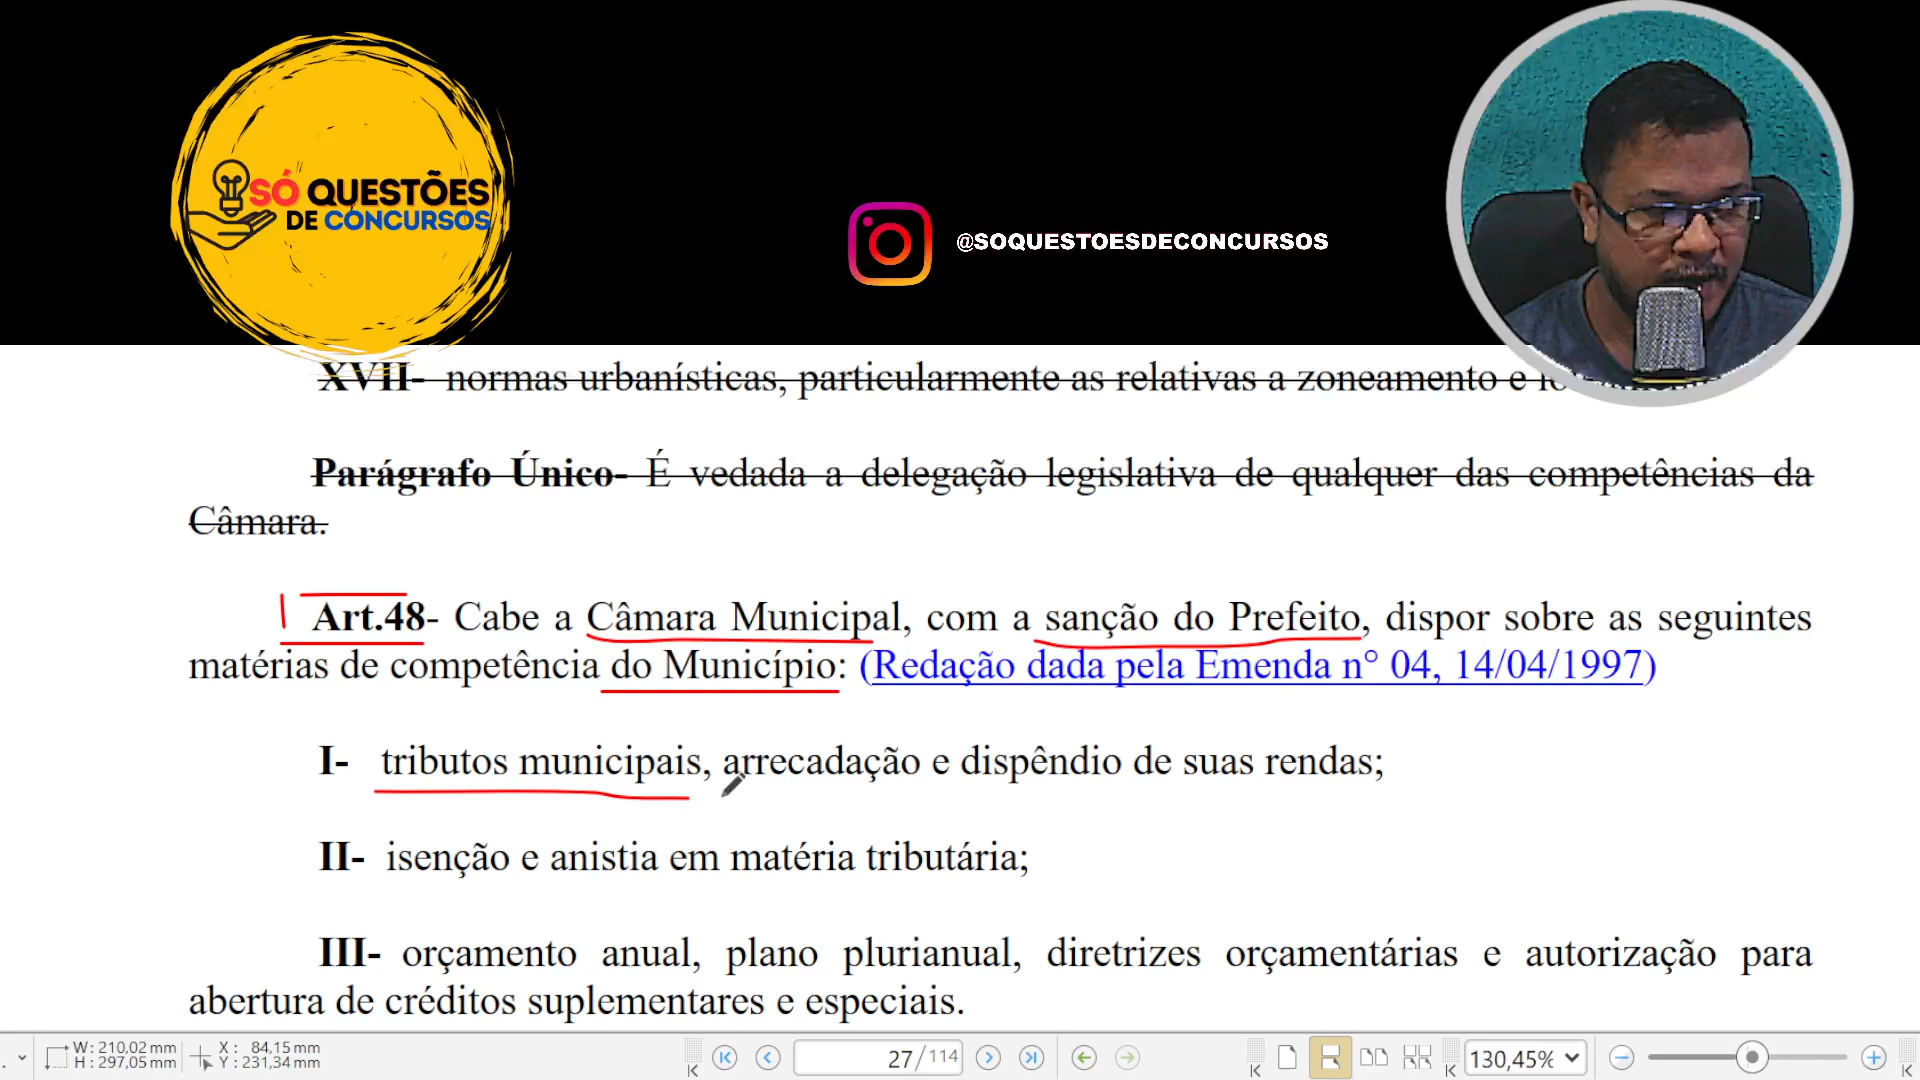 SÓ QUESTÕES
DE CONCURSOS
@SOQUESTOESDECONCURSOS
XVII- normas urbanísticas, particularmente as relativas a zoneamento e
Parágrafo Único- É vedada a delegação legislativa de qualquer das competências da
Câmara.
Art.48- Cabe a Câmara Municipal, com a sanção do Prefeito, dispor sobre as seguintes
matérias de competência do Município: (Redação dada pela Emenda n° 04, 14/04/1997)
I- tributos municipais, arrecadação e dispêndio de suas rendas;
II- isenção e anistia em matéria tributária;
III- orçamento anual, plano plurianual, diretrizes orçamentárias e autorização para
abertura de créditos suplementares e especiais.
W: 210,02 mm X : 84,15 mm
H : 297,05 mm Y : 231,34 mm
27/114
130,45%